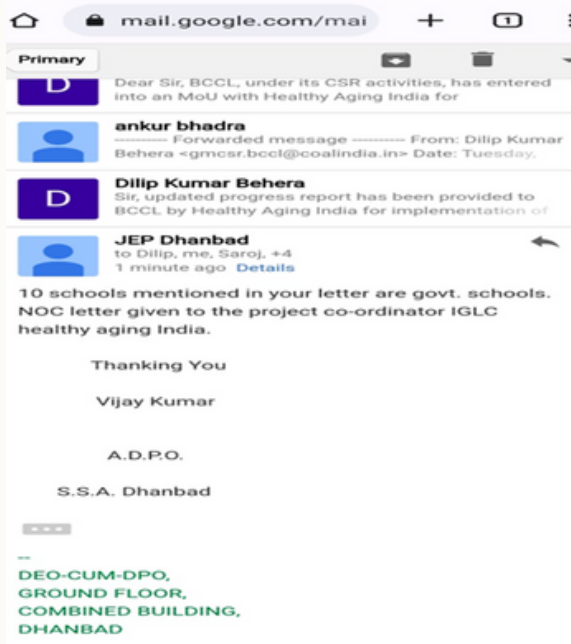 mail.google.com/mai
1
Primary
D
Dear Sir, BCCL, under its CSR activities, has entered
into an MoU with Healthy Aging India for
ankur bhadra
---------- Forwarded message ---------- From: Dilip Kumar
Behera <gmcsr.bccl@coalindia.in> Date: Tuesday,
D
Dilip Kumar Behera
Sir, updated progress report has been provided to
BCCL by Healthy Aging India for implementation of
JEP Dhanbad
to Dilip, me, Saroj, +4
1 minute ago Details
10 schools mentioned in your letter are govt. schools.
NOC letter given to the project co-ordinator IGLC
healthy aging India.
Thanking You
Vijay Kumar
A.D.P.O.
S.S.A. Dhanbad
--
DEO-CUM-DPO,
GROUND FLOOR,
COMBINED BUILDING,
DHANBAD